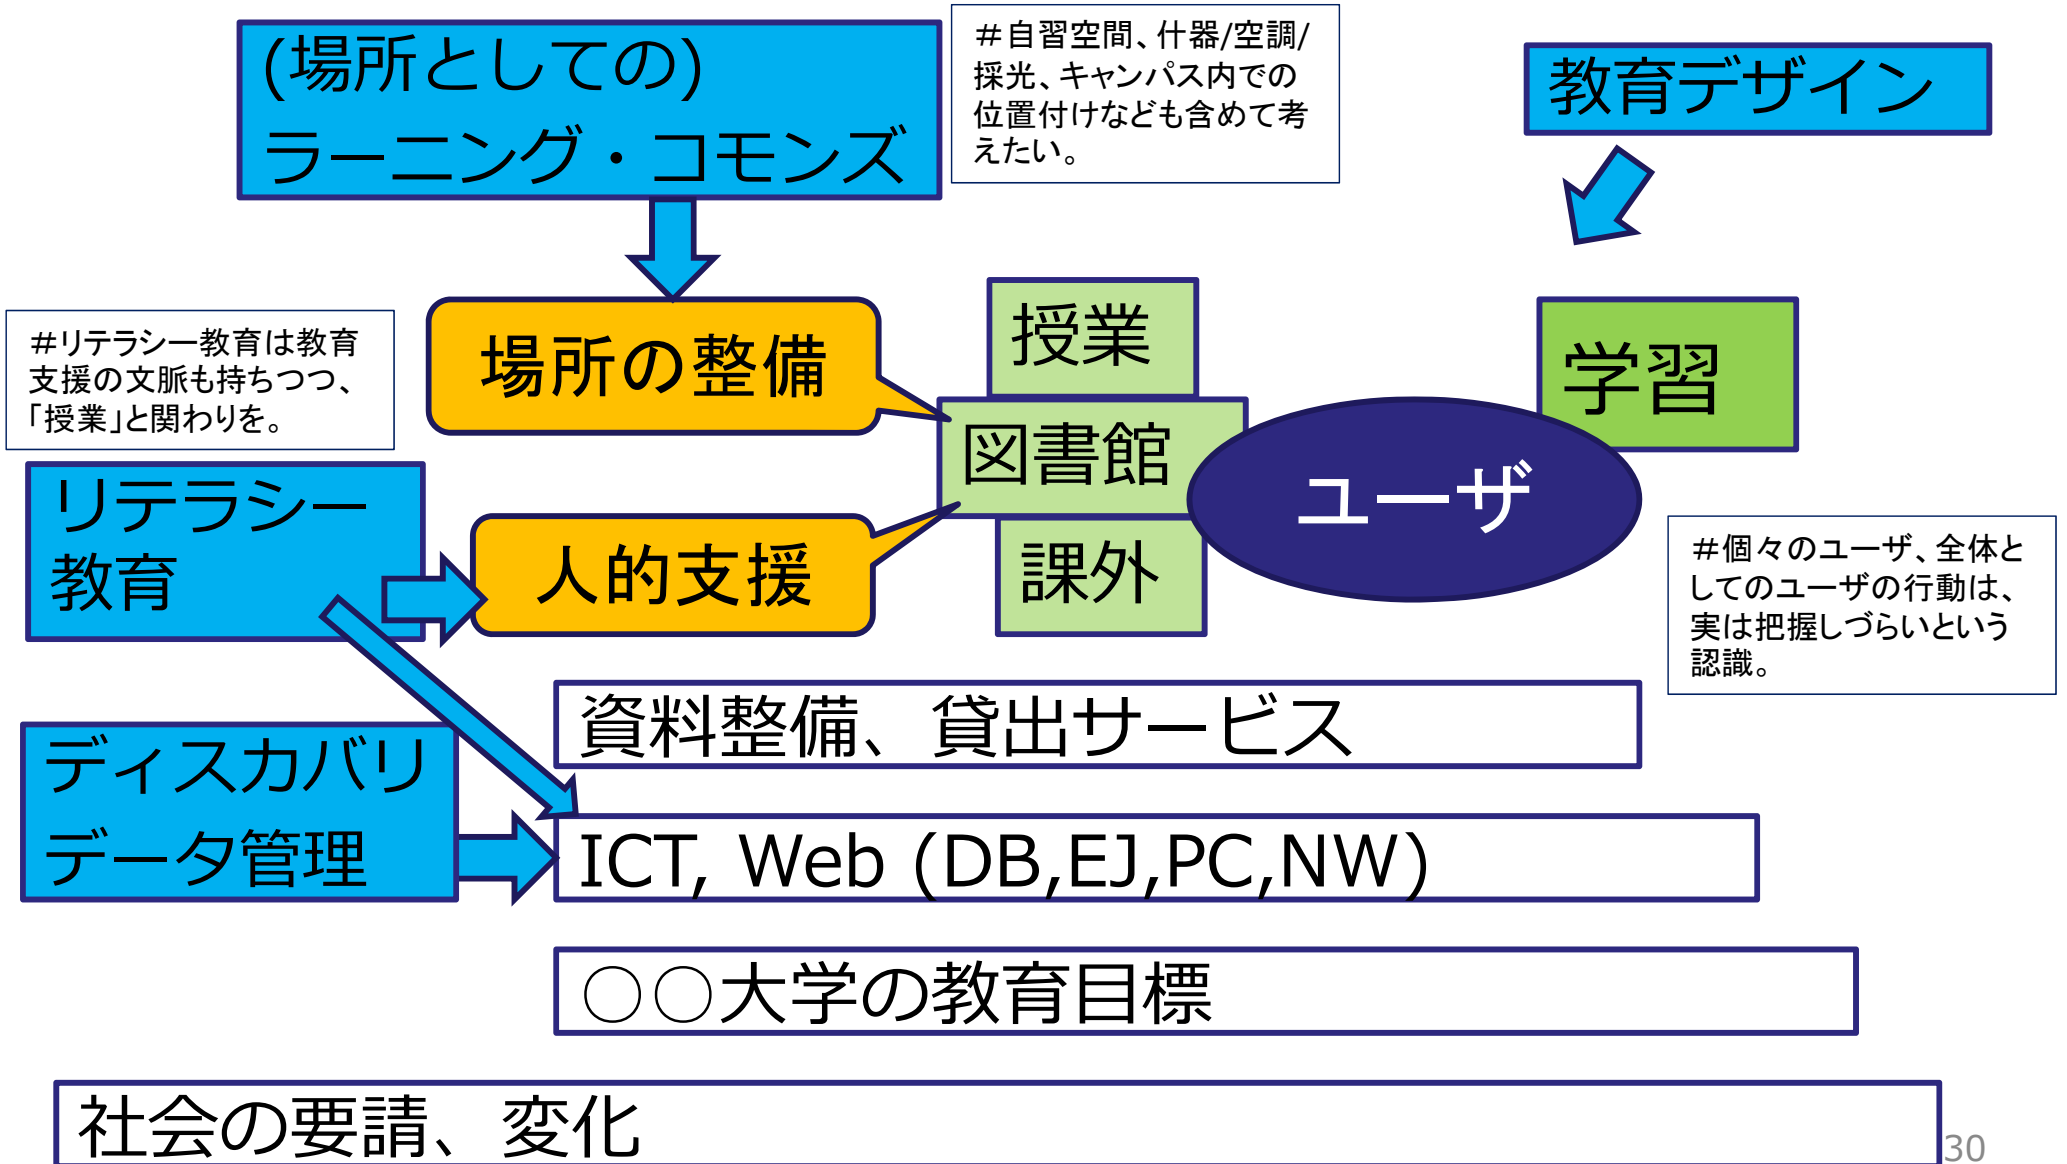 (場所としての)
ラーニング・コモンズ
＃自習空間、什器/空調/
採光、キャンパス内での
位置付けなども含めて考
えたい。
教育デザイン
＃リテラシー教育は教育
支援の文脈も持ちつつ、
「授業」と関わりを。
場所の整備
授業
学習
図書館
ユーザ
リテラシー
教育
人的支援
課外
＃個々のユーザ、全体と
してのユーザの行動は、
実は把握しづらいという
認識。
資料整備、貸出サービス
ディスカバリ
データ管理
ICT, Web (DB,EJ,PC,NW)
○○大学の教育目標
社会の要請、変化
30